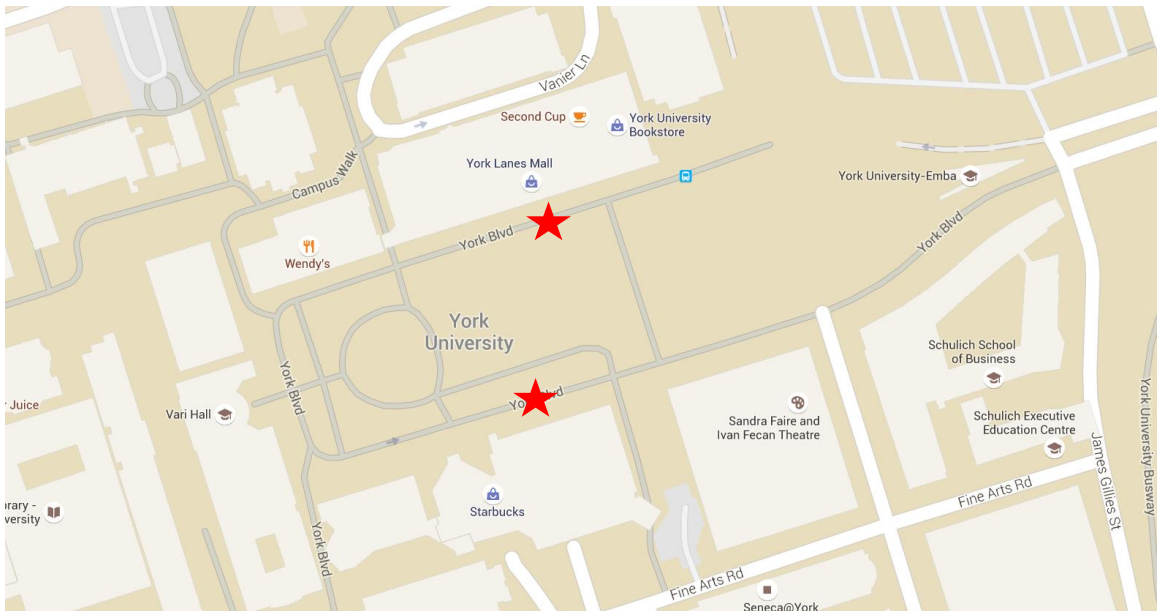 Vanier Ln
Second Cup
York University
Bookstore
York Lanes Mall
Campus Walk
York University-Emba
York Blvd
York Blvd
Wendy's
York
University
Schulich School
of Business
York Blvd
Juice
Vari Hall
Sandra Faire and
Ivan Fecan Theatre
Schulich Executive
Education Centre
York University Busway
James Gillies St
Fine Arts Rd
Starbucks
York Blvd
Fine Arts Rd
Seneca@York